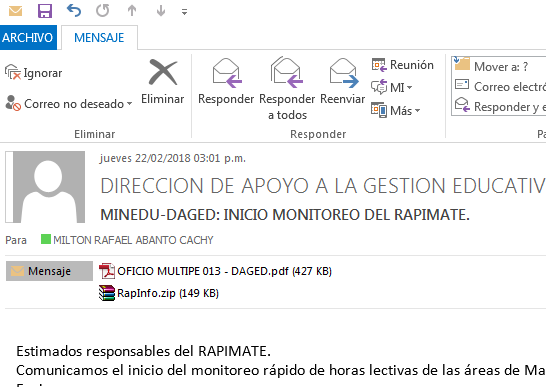 ARCHIVO MENSAJE
Ignorar
Correo no deseado
Eliminar
Eliminar
Responder
Responder a todos
Reenviar
Reunión
MI
Más
Responder
Mover a: ?
Correo electró
Responder y e
jueves 22/02/2018 03:01 p.m.
DIRECCION DE APOYO A LA GESTION EDUCATIV
MINEDU-DAGED: INICIO MONITOREO DEL RAPIMATE.
Para MILTON RAFAEL ABANTO CACHY
Mensaje
OFICIO MULTIPE 013 - DAGED.pdf (427 KB)
RapInfo.zip (149 KB)
Estimados responsables del RAPIMATE.
Comunicamos el inicio del monitoreo rápido de horas lectivas de las áreas de Ma